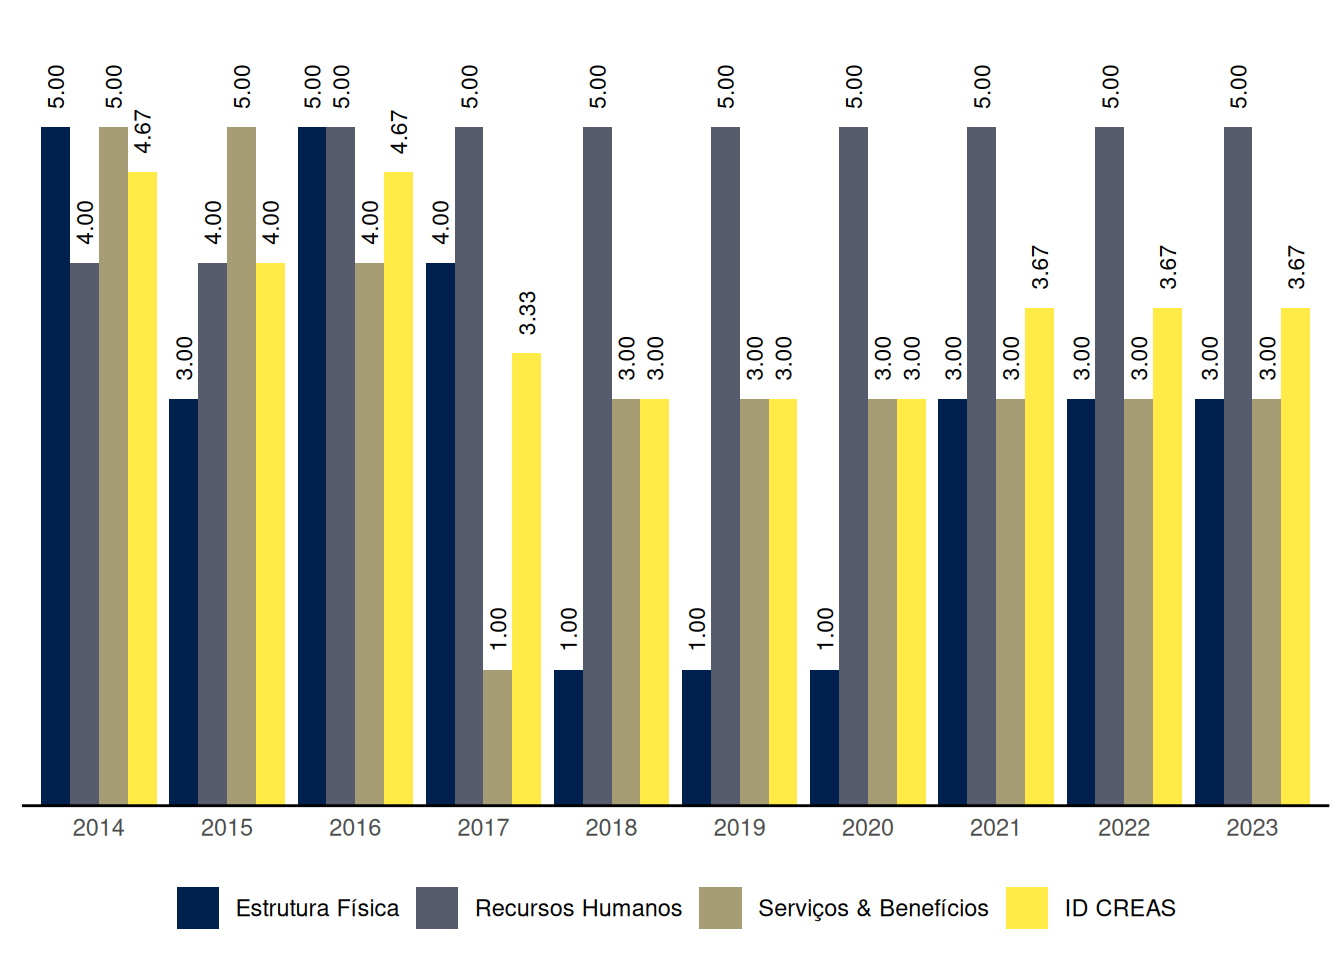 5.00 4.00 5.00 4.67 3.00 4.00 5.00 4.00 5.00 5.00 4.00 4.67 4.00 5.00 1.00 3.33 1.00 5.00 3.00 3.00 1.00 5.00 3.00 3.00 1.00 5.00 3.00 3.00 3.00 5.00 3.00 3.67 3.00 5.00 3.00 3.67 3.00 5.00 3.00 3.67
2014 2015 2016 2017 2018 2019 2020 2021 2022 2023
Estrutura Física Recursos Humanos Serviços & Benefícios ID CREAS